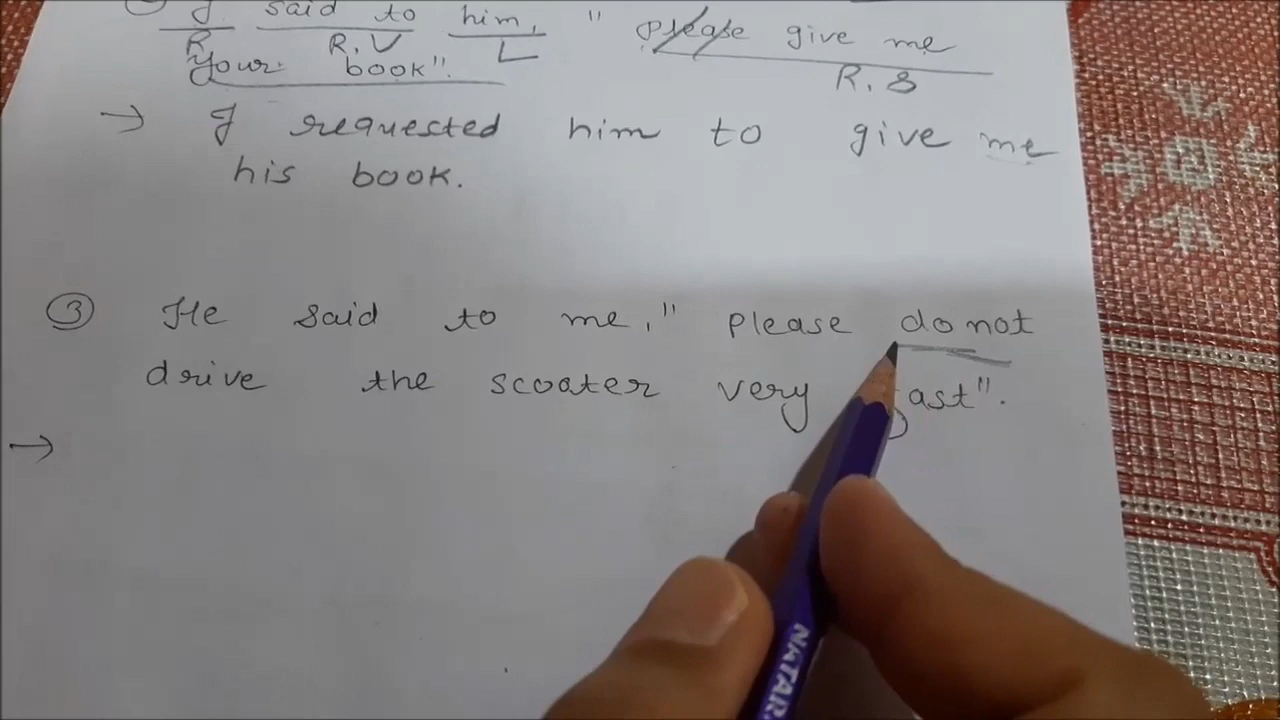 I said to him, " please give me
R R.V L
your book".
R.S
→ I requested him to give me
his book.
③ He said to me," please do not
drive the scooter very fast".
→
NATAR